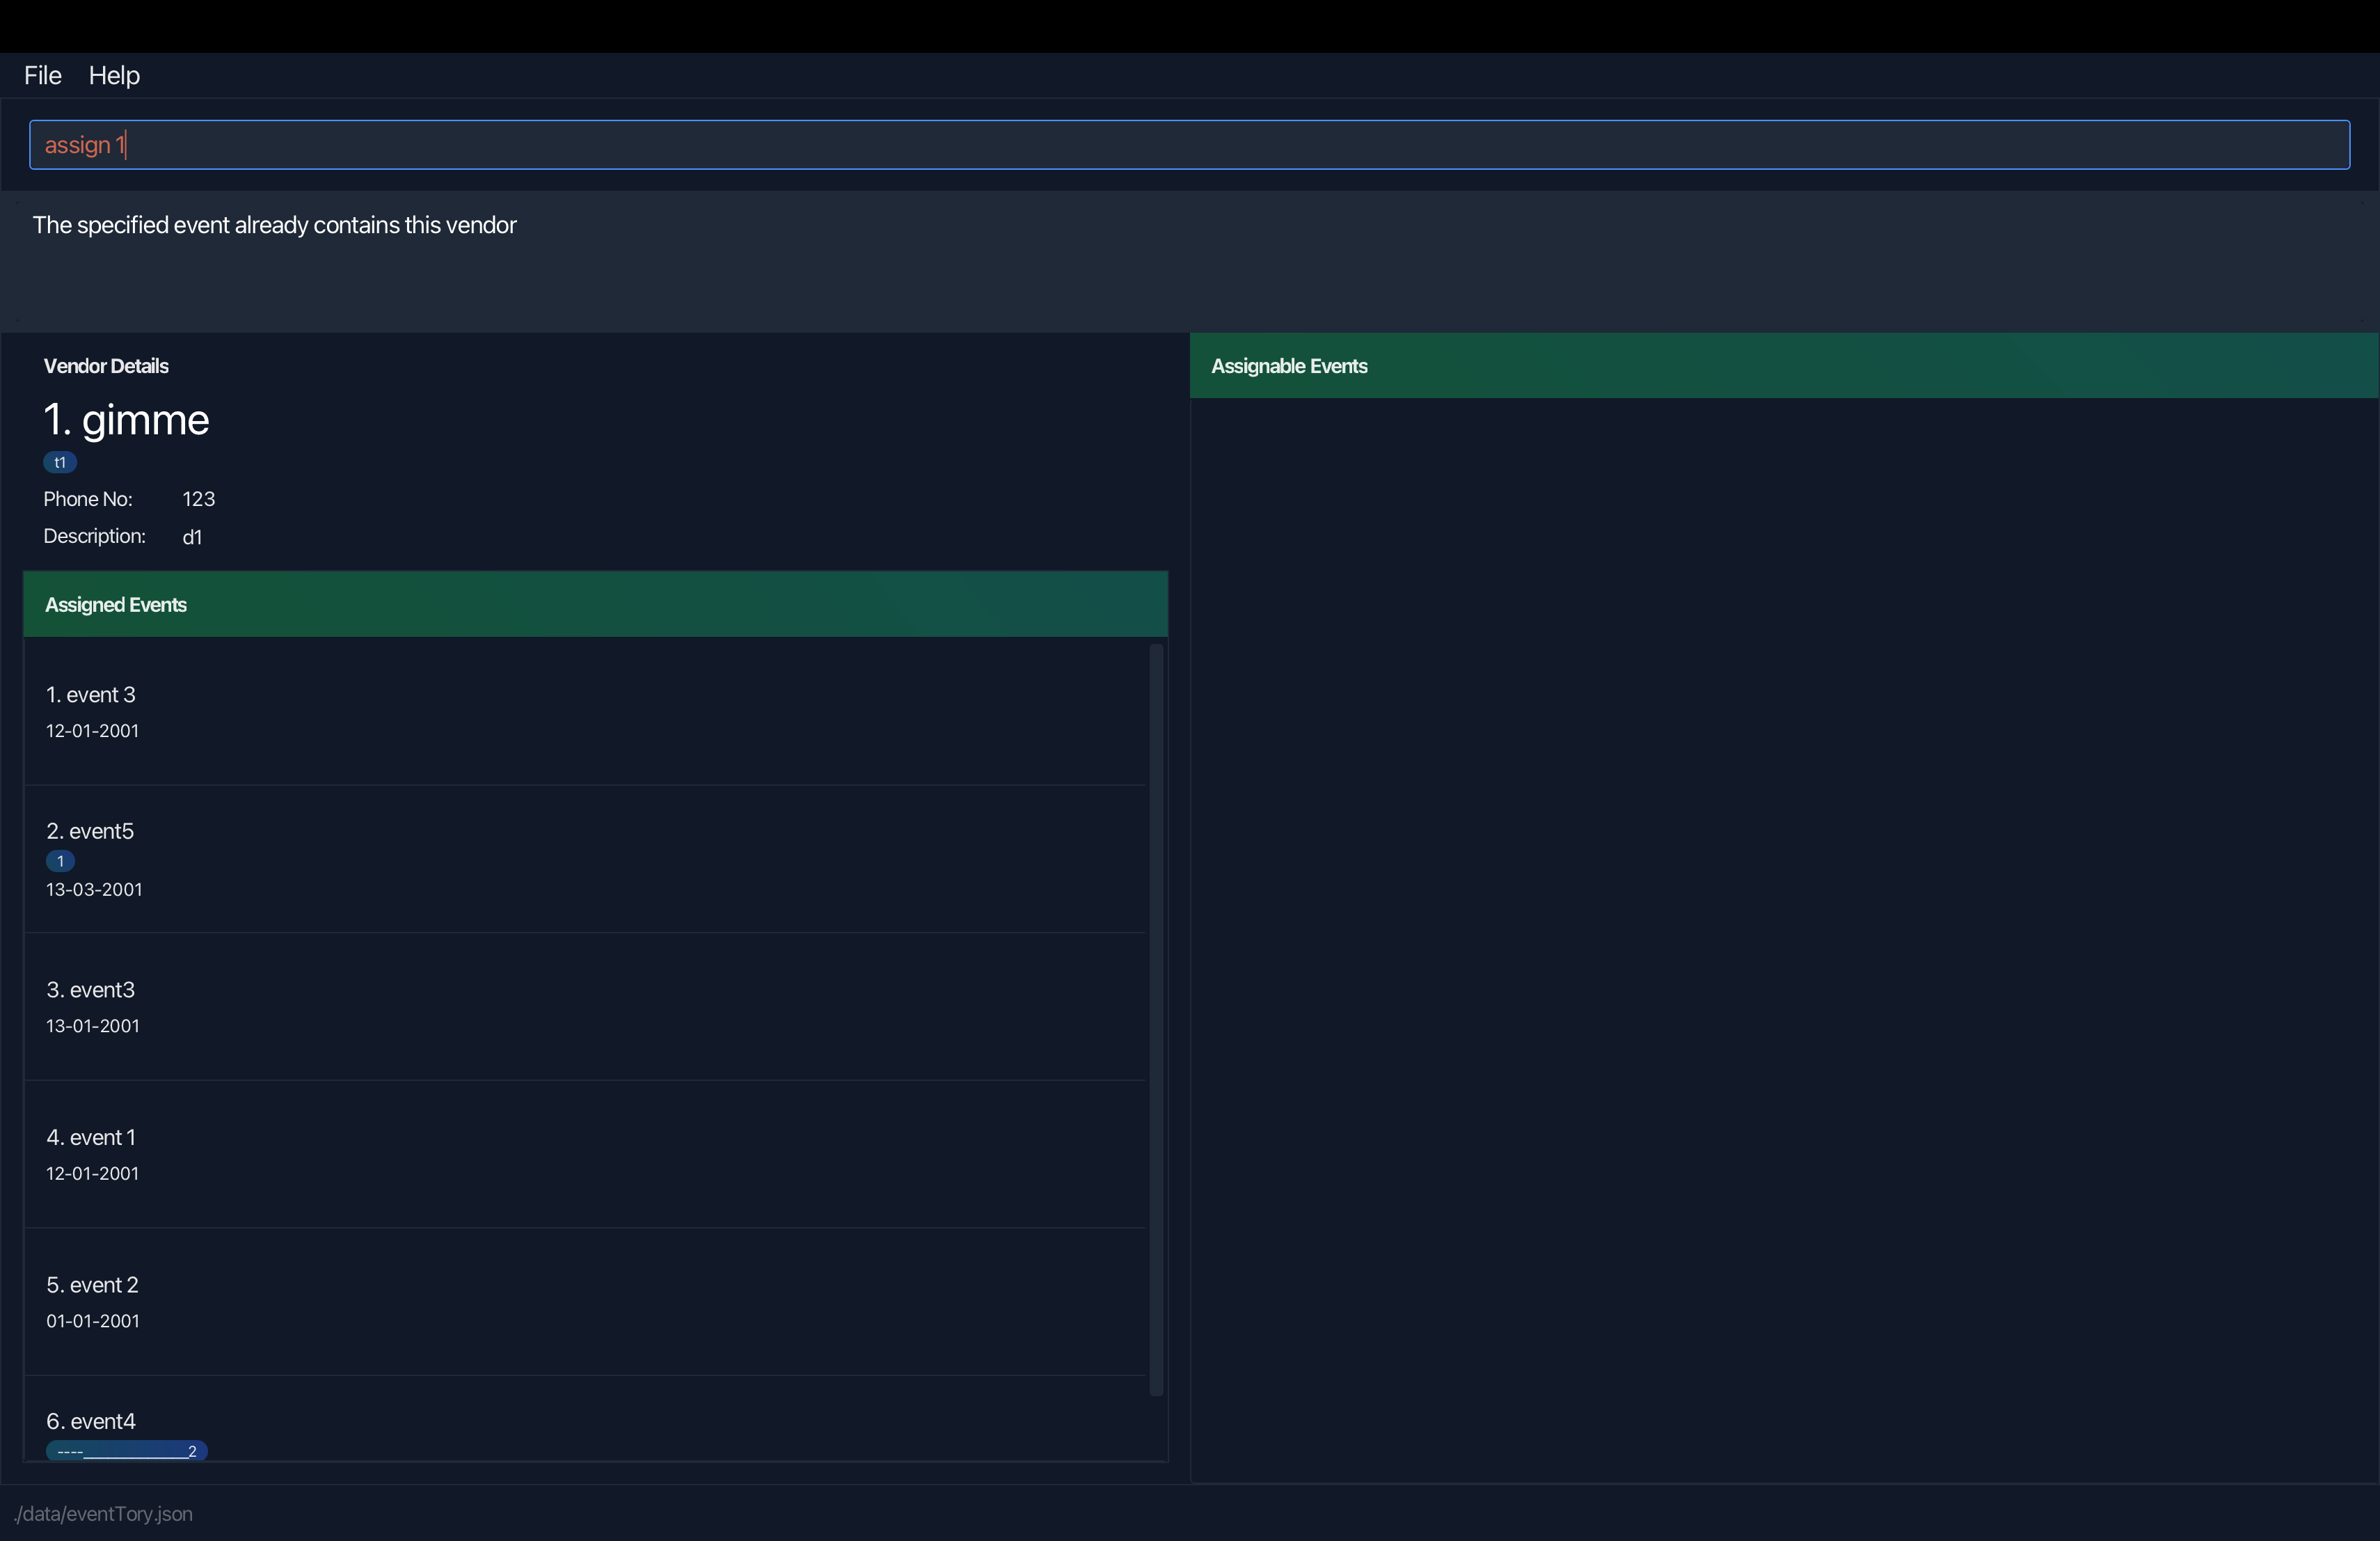 File Help
assign 1
The specified event already contains this vendor
Vendor Details
1. gimme
t1
Phone No: 123
Description: d1
Assigned Events
1. event 3
12-01-2001
2. event5
1
13-03-2001
3. event3
13-01-2001
4. event 1
12-01-2001
5. event 2
01-01-2001
6. event4
----______________2
Assignable Events
./data/eventTory.json